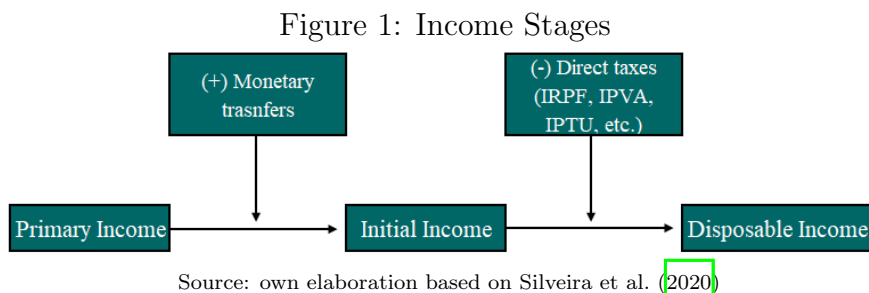 Figure 1: Income Stages
(+) Monetary
trasnfers
(-) Direct taxes
(IRPF, IPVA,
IPTU, etc.)
Primary Income
Initial Income
Disposable Income
Source: own elaboration based on Silveira et al. (2020)